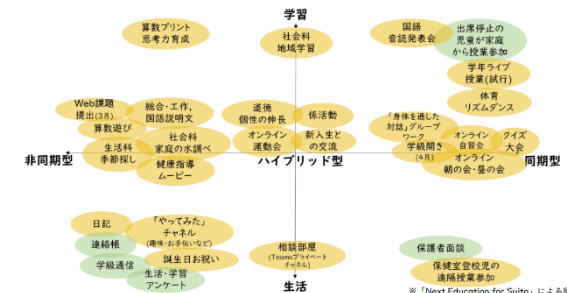 学習
算数プリント
思考力育成
社会科
地域学習
国語
音読発表会
出席停止の
児童が家庭
から授業参加
学年ライブ
授業(試行)
体育
リズムダンス
Web課題
提出(3月)
総合・工作,
国語説明文
算数遊び
生活科
季節探し
社会科
家庭の水調べ
健康指導
ムービー
道徳
個性の伸長
係活動
オンライン
運動会
新入生と
の交流
「身体を通した
対話」グループ
ワーク
学級開き
(4月)
オンライン
自習会
クイズ
大会
オンライン
朝の会・昼の会
非同期型
ハイブリッド型
同期型
日記
「やってみた」
チャネル
(趣味・お手伝いなど)
連絡帳
学級通信
誕生日お祝い
生活・学習
アンケート
相談部屋
(Teamsプライベート
チャネル)
保護者面談
保健室登校児の
遠隔授業参加
生活
※「Next Education for Suita」による